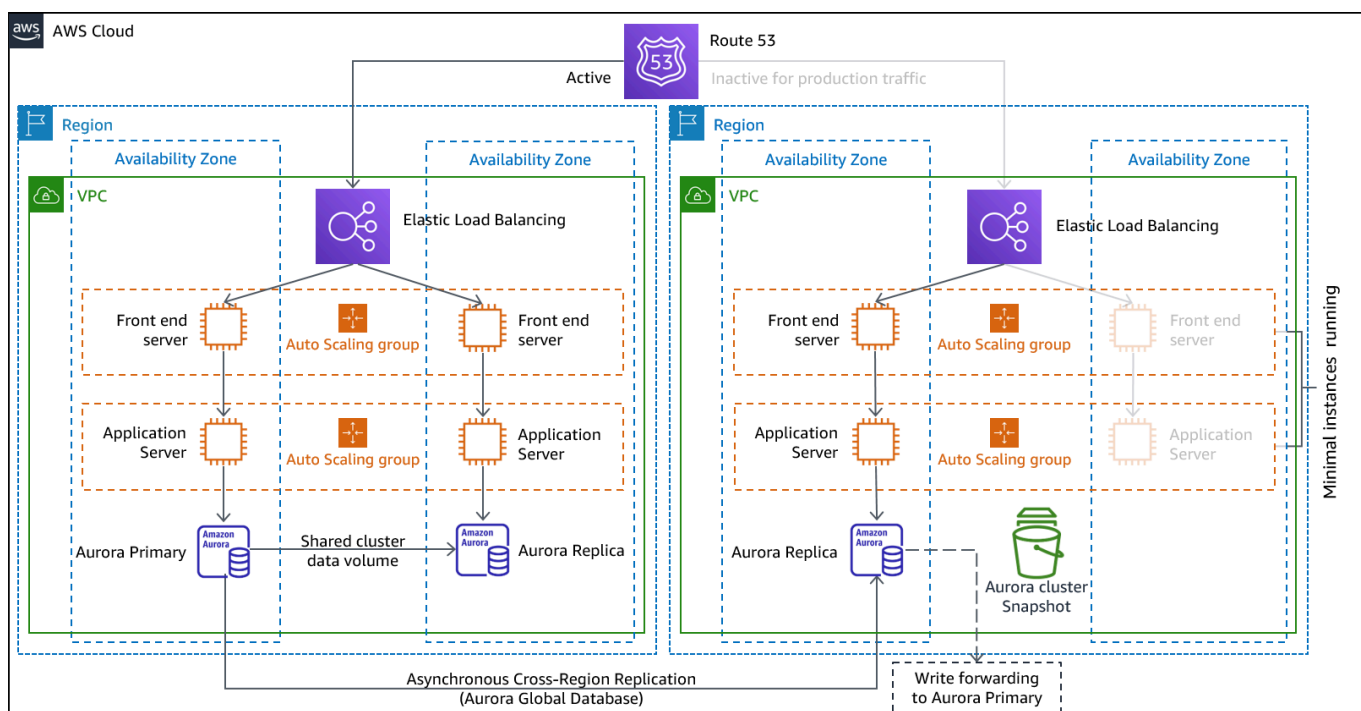 aws
AWS Cloud
Route 53
53
Active
Inactive for production traffic
Region
Availability Zone
Availability Zone
VPC
Elastic Load Balancing
Front end
server
Auto Scaling group
Front end
server
Application
Server
Auto Scaling group
Application
Server
Aurora Primary
Amazon
Aurora
Shared cluster
data volume
Amazon
Aurora
Aurora Replica
Region
Availability Zone
Availability Zone
VPC
Elastic Load Balancing
Front end
server
Auto Scaling group
Front end
server
Application
Server
Auto Scaling group
Application
Server
Minimal instances running
Aurora Replica
Amazon
Aurora
Aurora cluster
Snapshot
Asynchronous Cross-Region Replication
(Aurora Global Database)
Write forwarding
to Aurora Primary